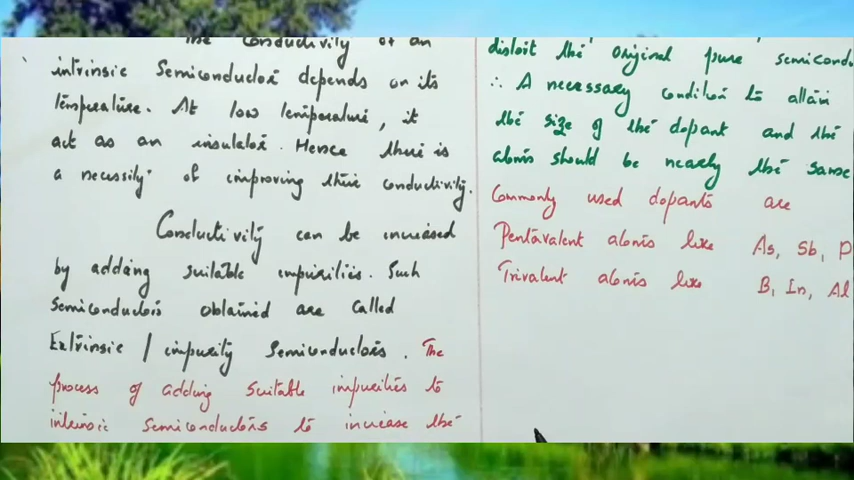 The Conductivity of an
intrinsic Semiconductor depends on its
temperature. At low temperature, it
act as an insulator. Hence there is
a necessity of improving their conductivity.
Conductivity can be increased
by adding suitable impurities. Such
Semiconductors obtained are called
Extrinsic / impurity Semiconductors. The
process of adding suitable impurities to
intrinsic semiconductors to increase the
distort the original pure semicondu
∴ A necessary condition to attain
the size of the dopant and the
atoms should be nearly the same
Commonly used dopants are
Pentavalent atoms like As, Sb, P
Trivalent atoms like B, In, Al